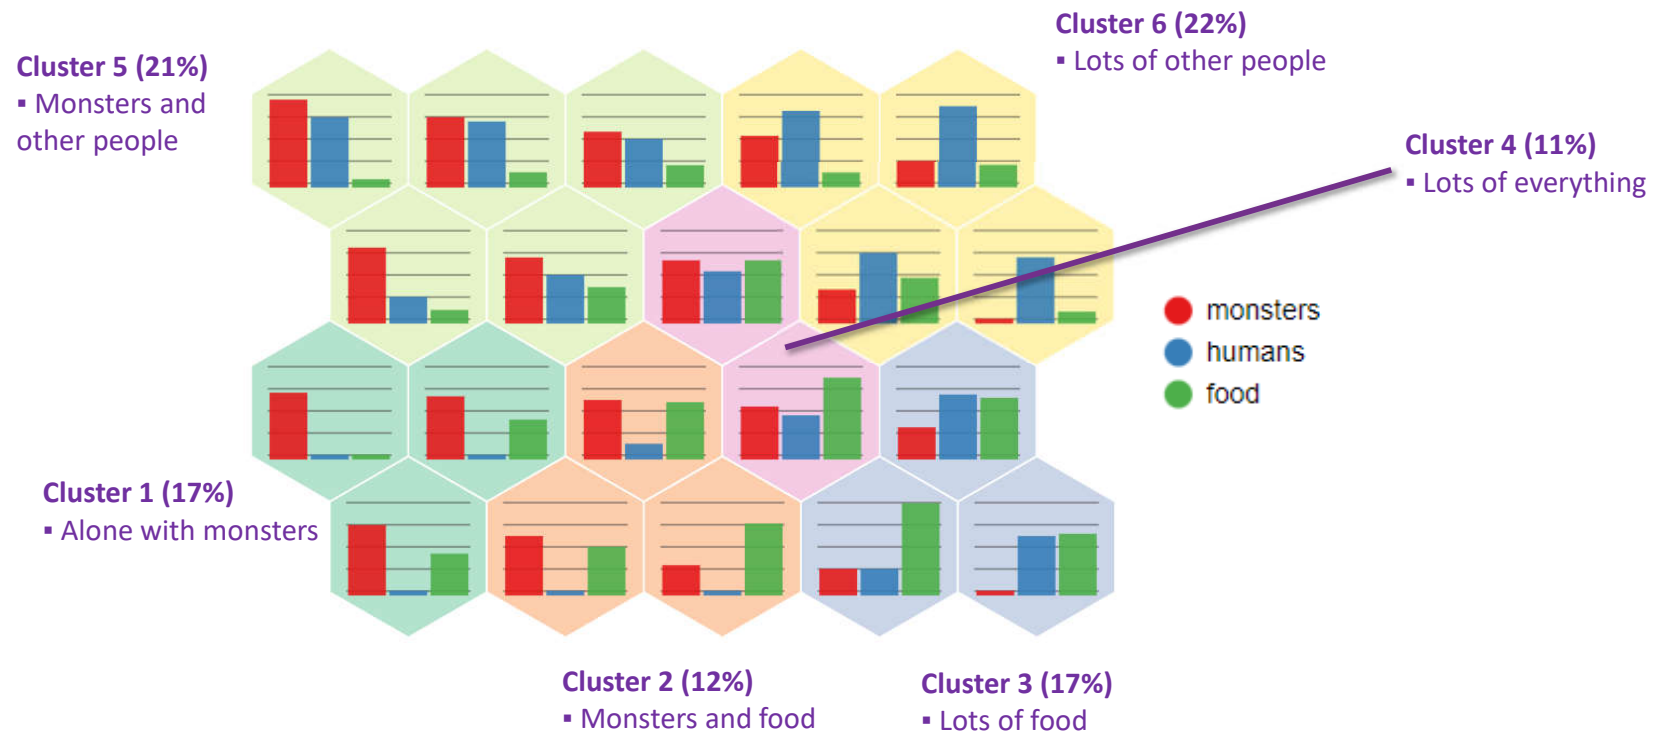 Cluster 6 (22%)
▪ Lots of other people
Cluster 5 (21%)
▪ Monsters and
other people
Cluster 4 (11%)
▪ Lots of everything
monsters
humans
food
Cluster 1 (17%)
▪ Alone with monsters
Cluster 2 (12%)
▪ Monsters and food
Cluster 3 (17%)
▪ Lots of food